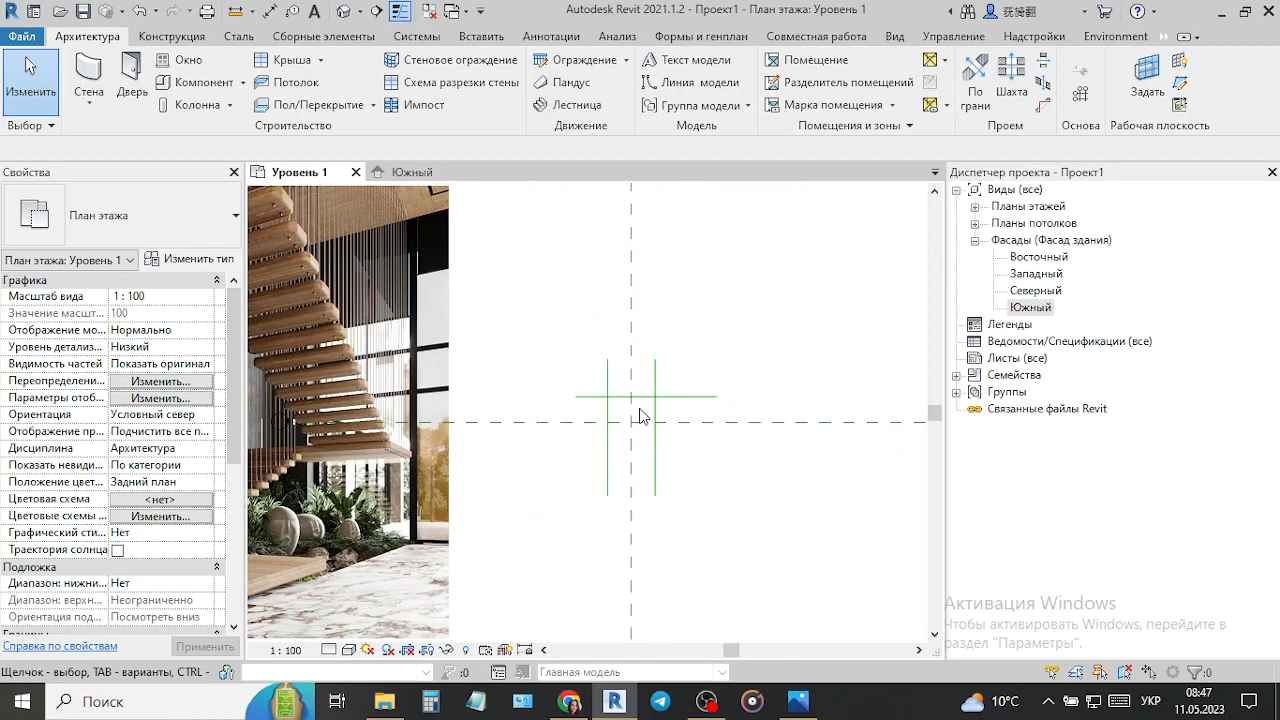 Autodesk Revit 2021.1.2 - Проект1 - План этажа: Уровень 1
Файл Архитектура Конструкция Сталь Сборные элементы Системы Вставить Аннотации Анализ Формы и генплан Совместная работа Вид Управление Надстройки Environment
Изменить
Стена
Дверь
Окно
Компонент
Колонна
Крыша
Потолок
Пол/Перекрытие
Стеновое ограждение
Схема разрезки стены
Импост
Ограждение
Пандус
Лестница
Текст модели
Линия модели
Группа модели
Помещение
Разделитель помещений
Марка помещения
По грани
Шахта
Задать
Выбор Строительство Движение Модель Помещения и зоны Проем Основа Рабочая плоскость
Свойства
План этажа
План этажа: Уровень 1 Изменить тип
Графика
Масштаб вида 1 : 100
Значение масшт... 100
Отображение мо... Нормально
Уровень детализ... Низкий
Видимость частей Показать оригинал
Переопределени... Изменить...
Параметры отоб... Изменить...
Ориентация Условный север
Отображение пр... Подчистить все п...
Дисциплина Архитектура
Показать невиди... По категории
Положение цвет... Задний план
Цветовая схема <нет>
Цветовые схемы ... Изменить...
Графический сти... Нет
Траектория солнца
Подложка
Диапазон: нижни... Нет
Диапазон: верхн... Неограниченно
Ориентация под... Посмотреть вниз
Справка по свойствам Применить
Уровень 1 Южный
1 : 100
Диспетчер проекта - Проект1
Виды (все)
Планы этажей
Планы потолков
Фасады (Фасад здания)
Восточный
Западный
Северный
Южный
Легенды
Ведомости/Спецификации (все)
Листы (все)
Семейства
Группы
Связанные файлы Revit
Активация Windows
Чтобы активировать Windows, перейдите в
раздел "Параметры".
Щелчок - выбор, TAB - варианты, CTRL - :0 Главная модель :0
Поиск 10°C УКР 08:47
11.05.2023